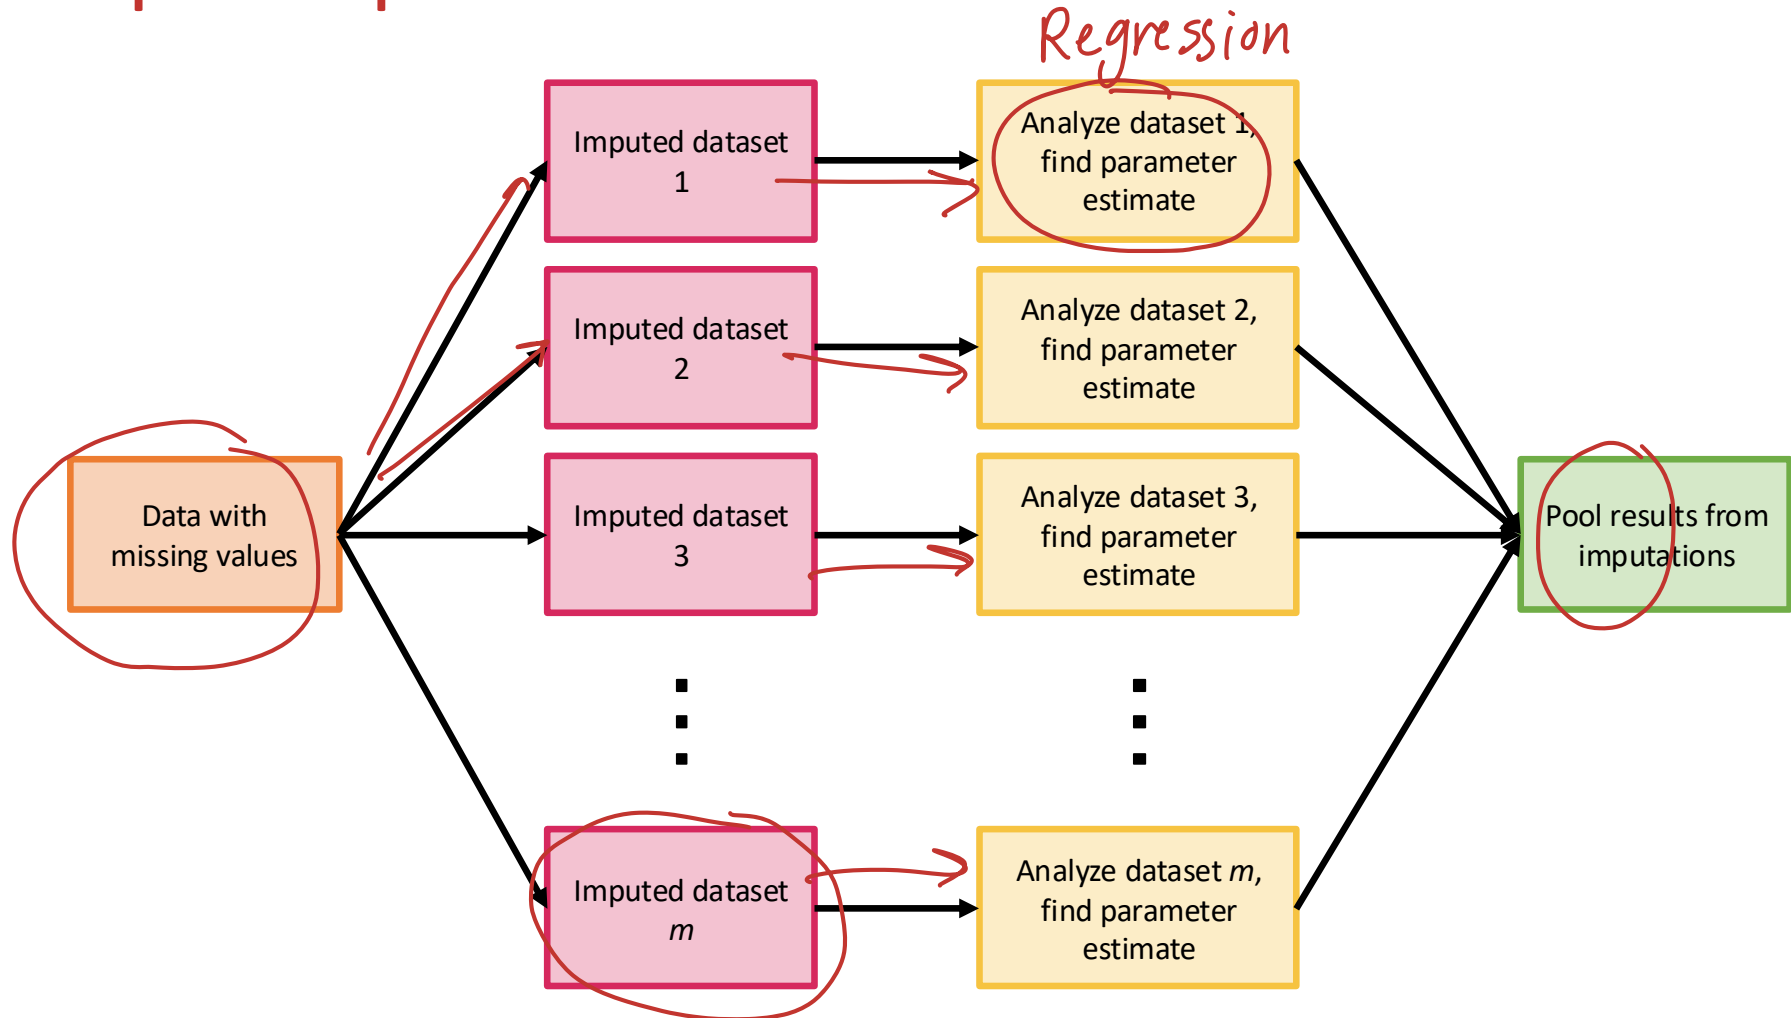 Regression
Imputed dataset
1
Analyze dataset 1,
find parameter
estimate
Imputed dataset
2
Analyze dataset 2,
find parameter
estimate
Data with
missing values
Imputed dataset
3
Analyze dataset 3,
find parameter
estimate
Pool results from
imputations
Imputed dataset
m
Analyze dataset m,
find parameter
estimate